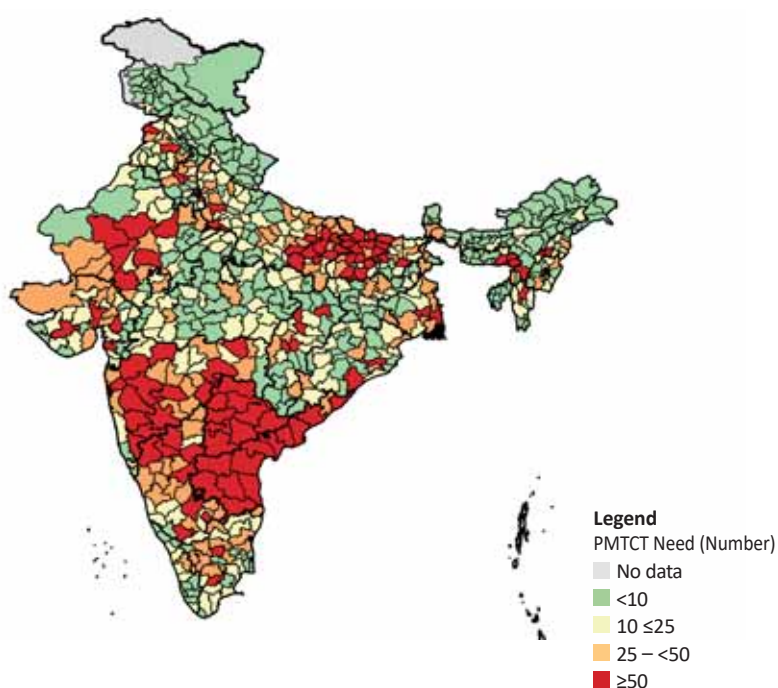 Legend
PMTCT Need (Number)
No data
<10
10 ≤25
25 – <50
≥50